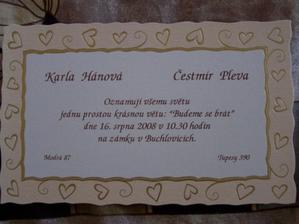 Karla Hánová Čestmír Pleva
Oznamují všemu světu
jednu prostou krásnou větu: "Budeme se brát"
dne 16. srpna 2008 v 10.30 hodin
na zámku v Buchlovicích.
Modrá 87 Tupesy 390